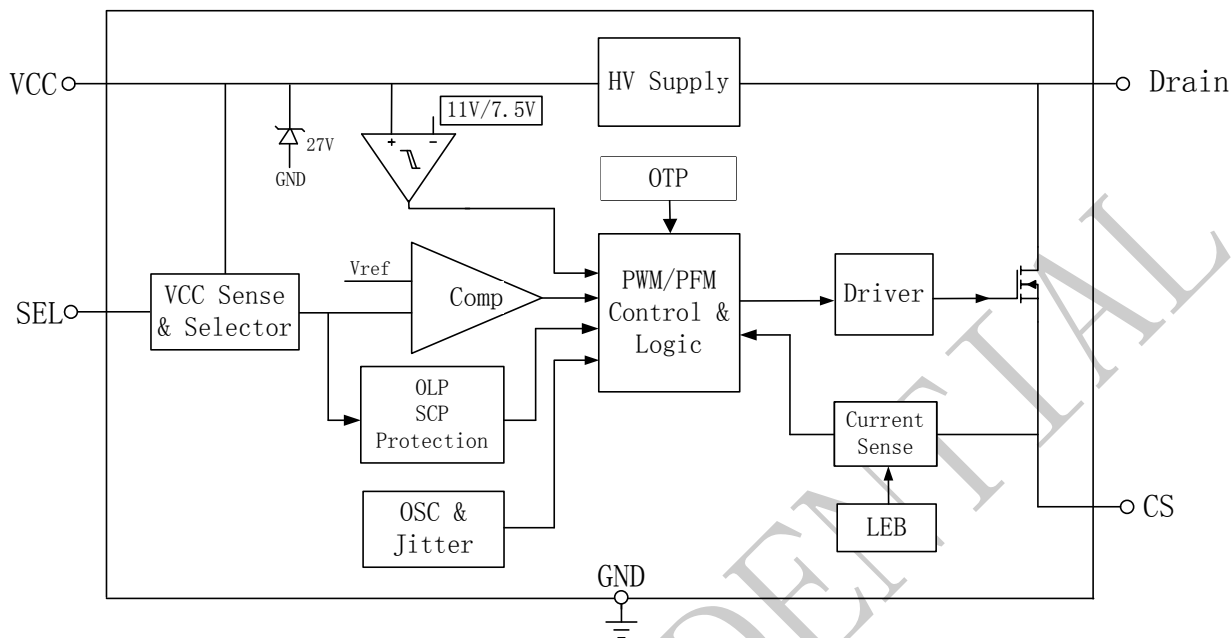 VCC
HV Supply
Drain
11V/7.5V
+
-
27V
GND
OTP
Vref
Comp
PWM/PFM
Control &
Logic
Driver
SEL
VCC Sense
& Selector
OLP
SCP
Protection
Current
Sense
OSC &
Jitter
LEB
CS
GND
DENTIAL